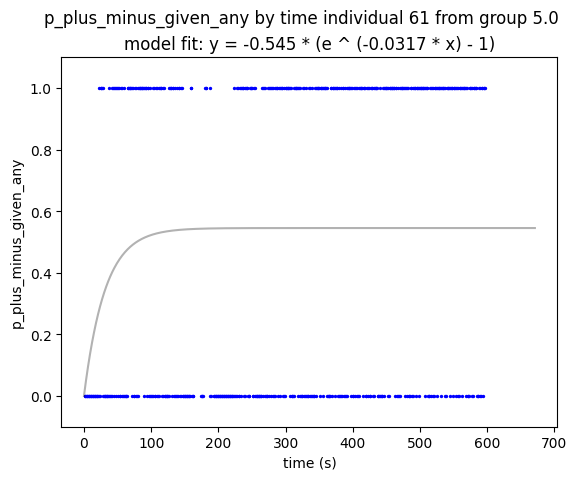 p_plus_minus_given_any by time individual 61 from group 5.0
model fit: y = -0.545 * (e ^ (-0.0317 * x) - 1)
1.0
0.8
0.6
0.4
0.2
0.0
p_plus_minus_given_any
0 100 200 300 400 500 600 700
time (s)